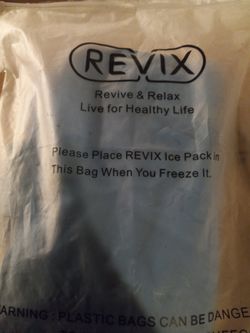 REVIX
Revive & Relax
Live for Healthy Life
Please Place REVIX Ice Pack in
This Bag When You Freeze It.
WARNING: PLASTIC BAGS CAN BE DANGE